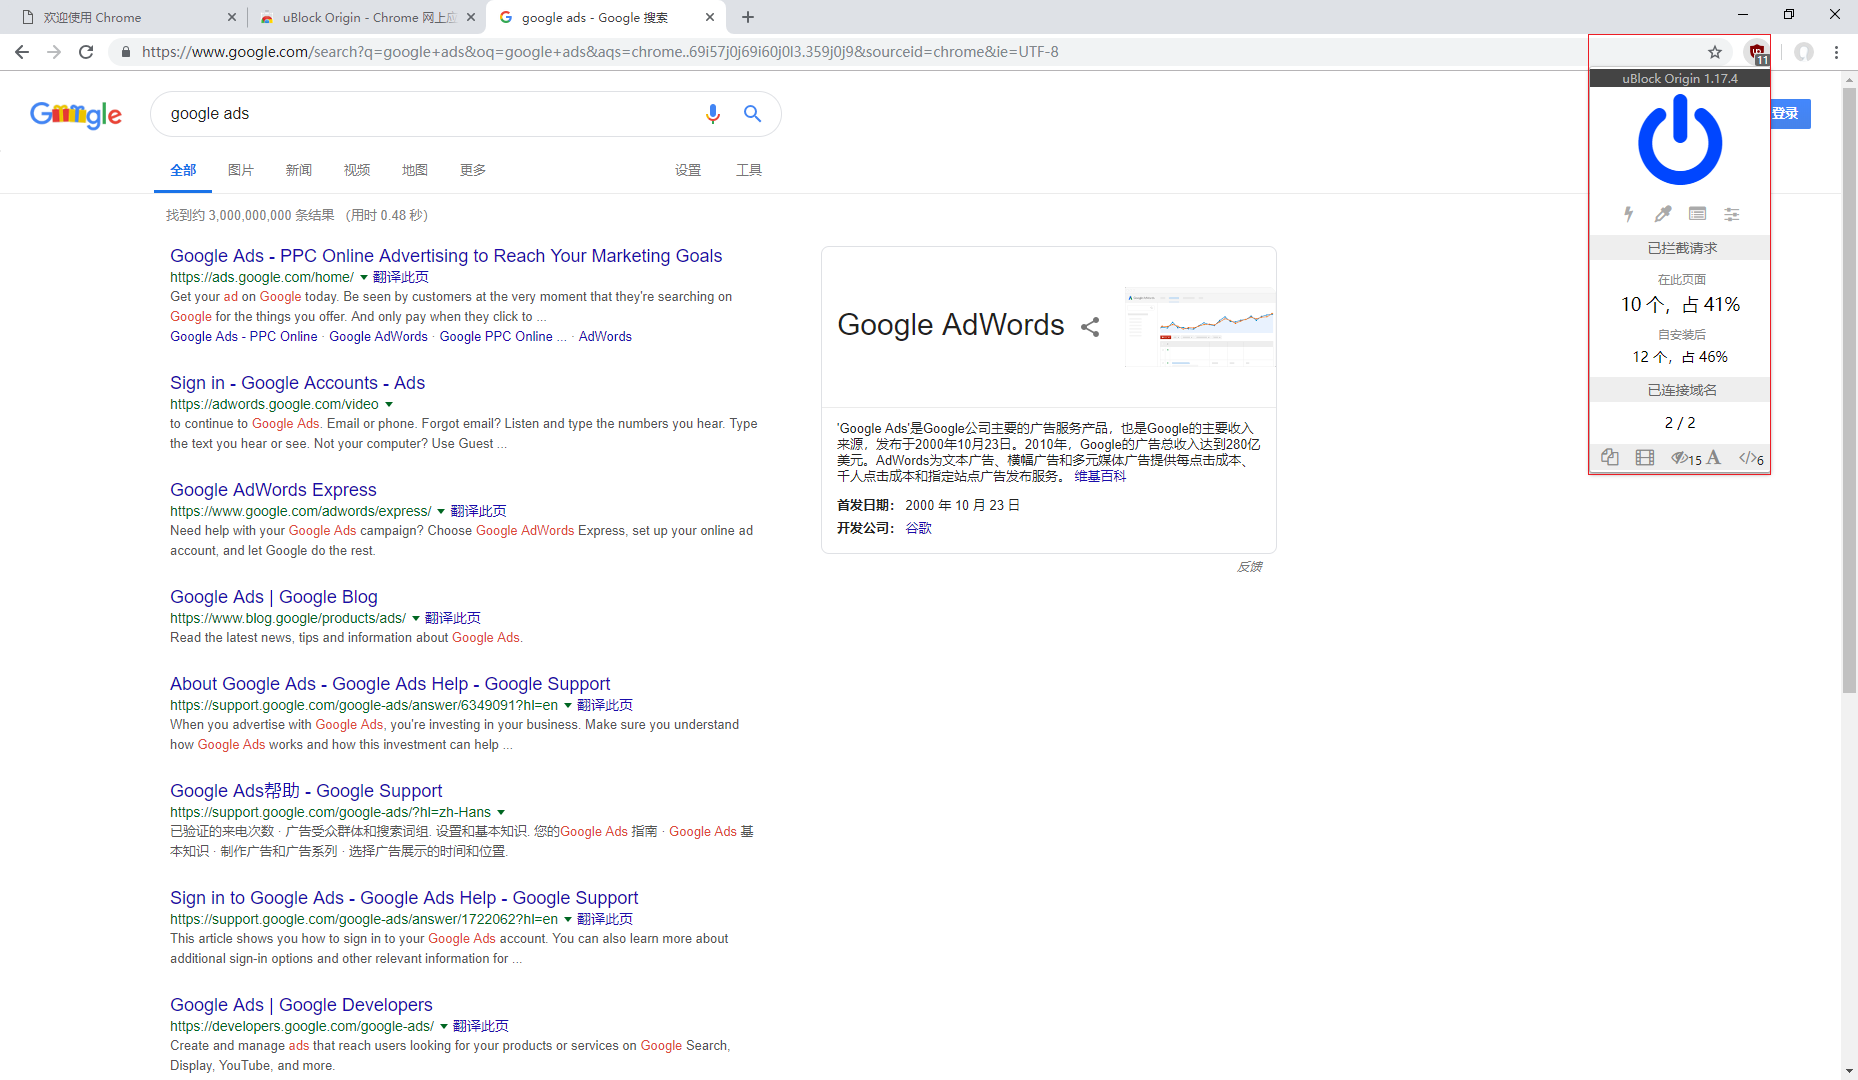 欢迎使用 Chrome
uBlock Origin - Chrome 网上应
google ads - Google 搜索
https://www.google.com/search?q=google+ads&oq=google+ads&aqs=chrome..69i57j0j69i60j0l3.359j0j9&sourceid=chrome&ie=UTF-8
11
uBlock Origin 1.17.4
Google
google ads
登录
全部 图片 新闻 视频 地图 更多 设置 工具
找到约 3,000,000,000 条结果 （用时 0.48 秒）
Google Ads - PPC Online Advertising to Reach Your Marketing Goals
https://ads.google.com/home/ 翻译此页
Get your ad on Google today. Be seen by customers at the very moment that they're searching on
Google for the things you offer. And only pay when they click to ...
Google Ads - PPC Online · Google AdWords · Google PPC Online ... · AdWords
Sign in - Google Accounts - Ads
https://adwords.google.com/video
to continue to Google Ads. Email or phone. Forgot email? Listen and type the numbers you hear. Type
the text you hear or see. Not your computer? Use Guest ...
Google AdWords Express
https://www.google.com/adwords/express/ 翻译此页
Need help with your Google Ads campaign? Choose Google AdWords Express, set up your online ad
account, and let Google do the rest.
Google Ads | Google Blog
https://www.blog.google/products/ads/ 翻译此页
Read the latest news, tips and information about Google Ads.
About Google Ads - Google Ads Help - Google Support
https://support.google.com/google-ads/answer/6349091?hl=en 翻译此页
When you advertise with Google Ads, you're investing in your business. Make sure you understand
how Google Ads works and how this investment can help ...
Google Ads帮助 - Google Support
https://support.google.com/google-ads/?hl=zh-Hans
已验证的来电次数 · 广告受众群体和搜索词组. 设置和基本知识. 您的Google Ads 指南 · Google Ads 基
本知识 · 制作广告和广告系列 · 选择广告展示的时间和位置.
Sign in to Google Ads - Google Ads Help - Google Support
https://support.google.com/google-ads/answer/1722062?hl=en 翻译此页
This article shows you how to sign in to your Google Ads account. You can also learn more about
additional sign-in options and other relevant information for ...
Google Ads | Google Developers
https://developers.google.com/google-ads/ 翻译此页
Create and manage ads that reach users looking for your products or services on Google Search,
Display, YouTube, and more.
Google AdWords
'Google Ads'是Google公司主要的广告服务产品，也是Google的主要收入
来源，发布于2000年10月23日。2010年，Google的广告总收入达到280亿
美元。AdWords为文本广告、横幅广告和多元媒体广告提供每点击成本、
千人点击成本和指定站点广告发布服务。 维基百科
首发日期： 2000 年 10 月 23 日
开发公司： 谷歌
反馈
已拦截请求
在此页面
10 个，占 41%
自安装后
12 个，占 46%
已连接域名
2 / 2
15 A </>6